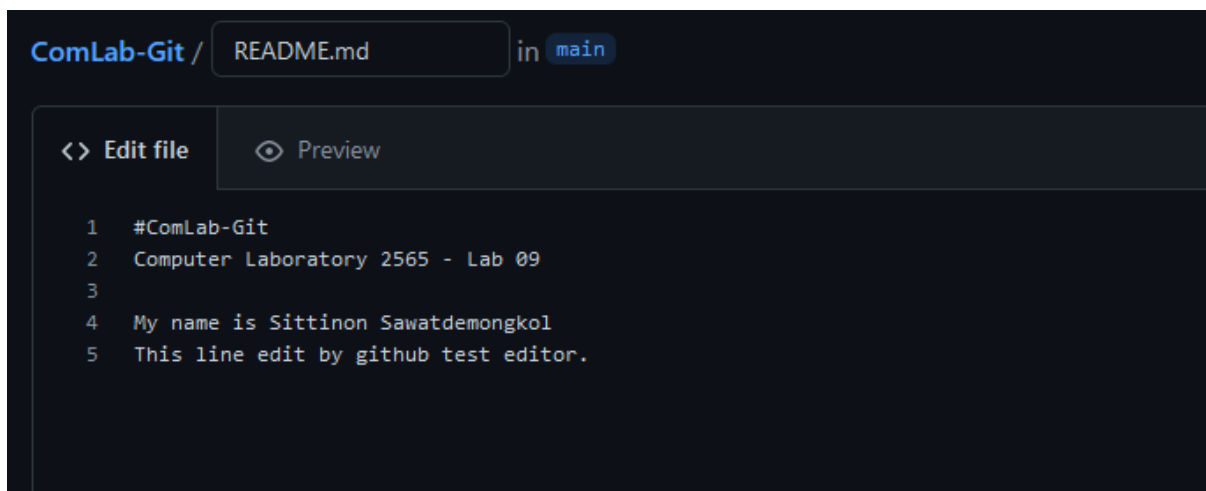 ComLab-Git / README.md in main
<> Edit file Preview
1 #ComLab-Git
2 Computer Laboratory 2565 - Lab 09
3
4 My name is Sittinon Sawatdemongkol
5 This line edit by github test editor.